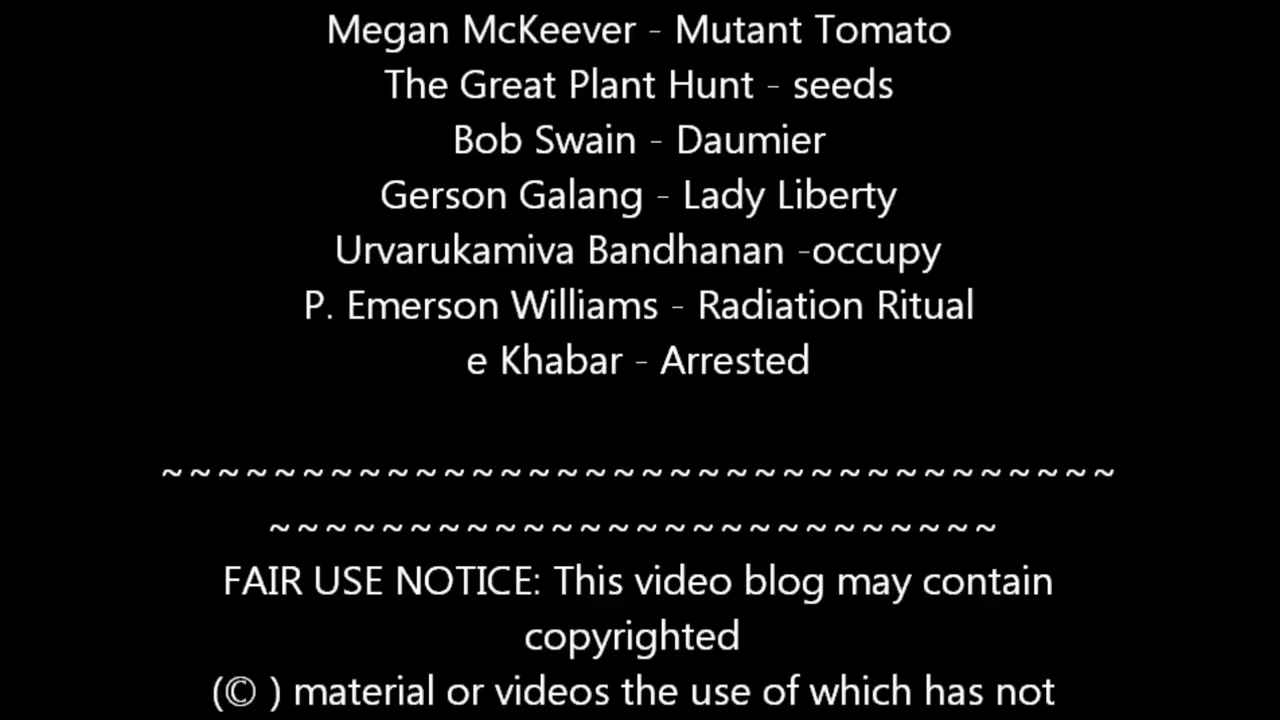 Megan McKeever - Mutant Tomato
The Great Plant Hunt - seeds
Bob Swain - Daumier
Gerson Galang - Lady Liberty
Urvarukamiva Bandhanan -occupy
P. Emerson Williams - Radiation Ritual
e Khabar - Arrested
~~~~~~~~~~~~~~~~~~~~~~~~~~~~~~~~~~
~~~~~~~~~~~~~~~~~~~~~~~~~~
FAIR USE NOTICE: This video blog may contain
copyrighted
(© ) material or videos the use of which has not